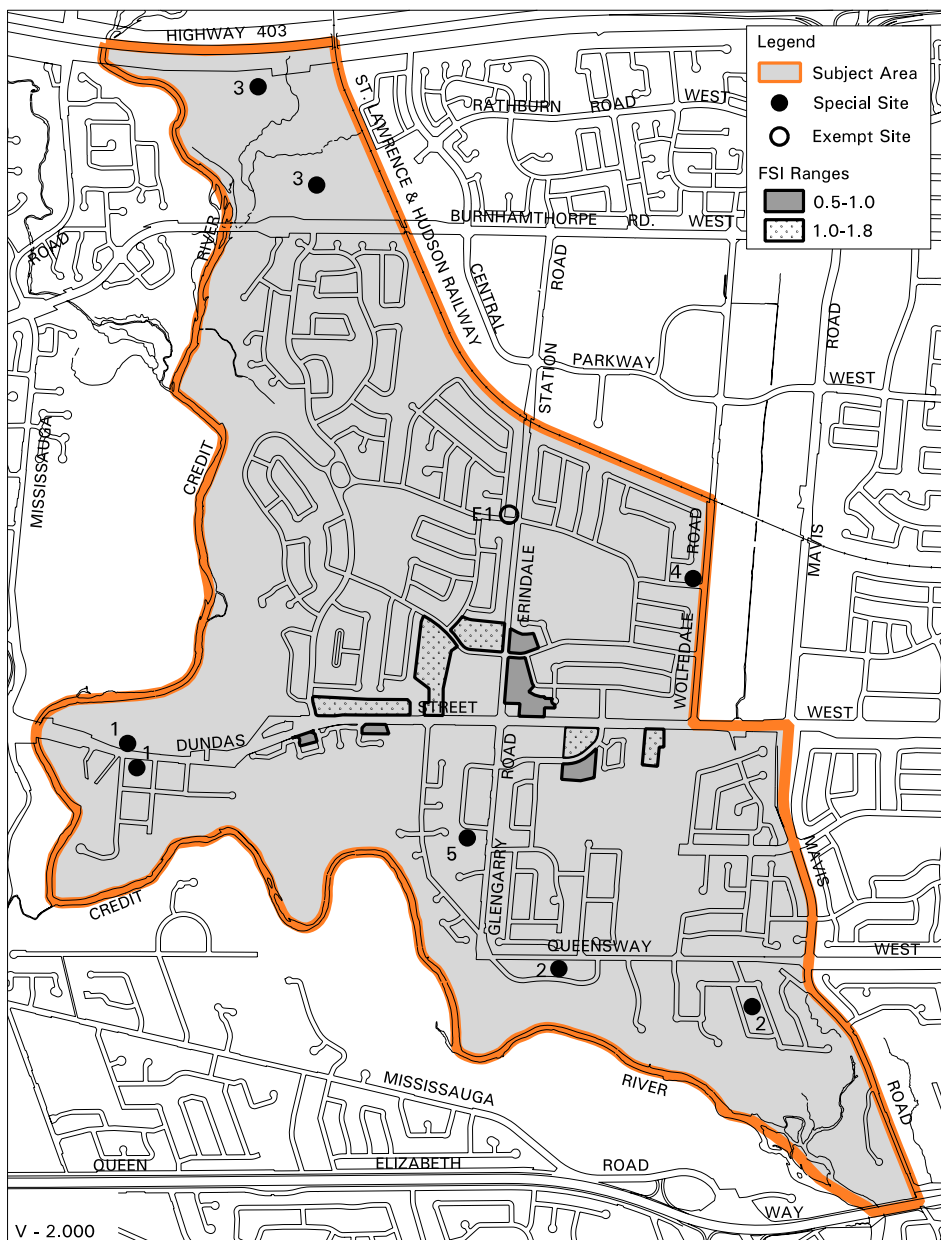 HIGHWAY 403
Legend
Subject Area
Special Site
Exempt Site
FSI Ranges
0.5-1.0
1.0-1.8
3
ST. LAWRENCE & HUDSON RAILWAY
RATHBURN ROAD WEST
3
BURNHAMTHORPE RD. WEST
ROAD
RIVER
CENTRAL
ROAD
ROAD
PARKWAY
WEST
STATION
MISSISSAUGA
CREDIT
E1
ROAD
MAVIS
4
ERINDALE
WOLFEDALE
STREET
WEST
1
DUNDAS
1
ROAD
5
GLENGARRY
MAVIS
CREDIT
QUEENSWAY
WEST
2
2
MISSISSAUGA
RIVER
ROAD
QUEEN
ELIZABETH
ROAD
WAY
V - 2.000